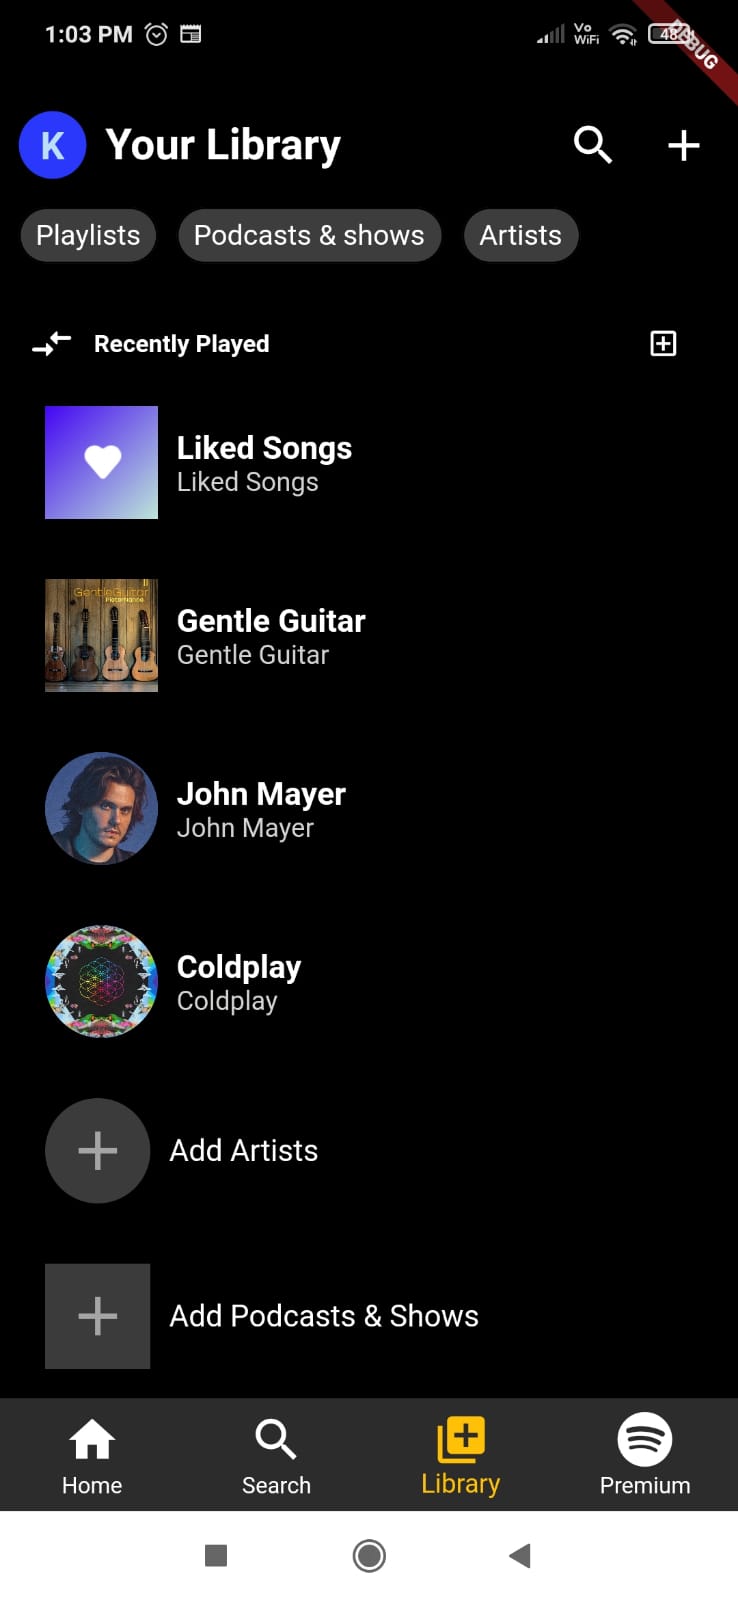 1:03 PM
Vo
WiFi
48
DEBUG
K
Your Library
Playlists
Podcasts & shows
Artists
Recently Played
Liked Songs
Liked Songs
GentleGuitar
Gentle Guitar
Gentle Guitar
John Mayer
John Mayer
Coldplay
Coldplay
Add Artists
Add Podcasts & Shows
Home
Search
Library
Premium